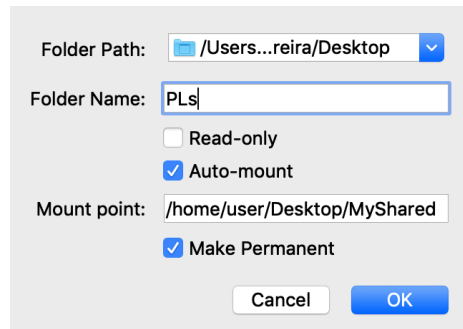 Folder Path: /Users...reira/Desktop
Folder Name: PLs
Read-only
Auto-mount
Mount point: /home/user/Desktop/MyShared
Make Permanent
Cancel OK